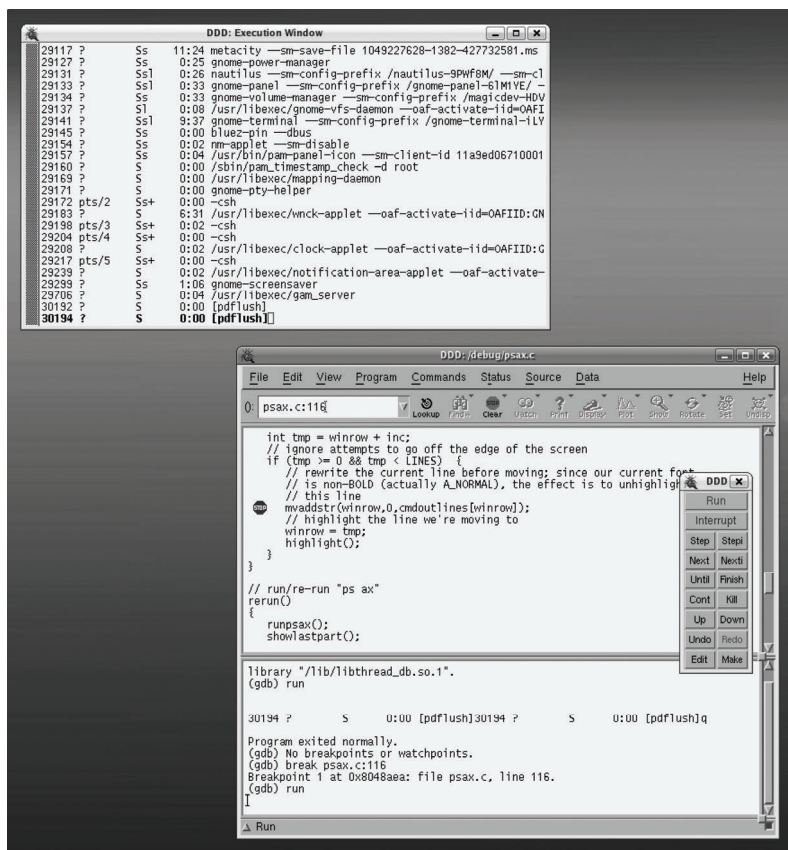 DDD: Execution Window
29117 ? Ss 11:24 metacity —sm-save-file 1049227628-1382-427732581.ms
29127 ? Ss 0:25 gnome-power-manager
29131 ? Ssl 0:26 nautilus —sm-config-prefix /nautilus-9PWf8M/ —sm-cl
29133 ? Ssl 0:33 gnome-panel —sm-config-prefix /gnome-panel-6lM1YE/ -
29134 ? Ss 0:33 gnome-volume-manager —sm-config-prefix /magicdev-HDV
29137 ? Sl 0:08 /usr/libexec/gnome-vfs-daemon —oaf-activate-iid=OAFI
29141 ? Ssl 9:37 gnome-terminal —sm-config-prefix /gnome-terminal-iLY
29145 ? Ss 0:00 bluez-pin —dbus
29154 ? Ss 0:02 nm-applet —sm-disable
29157 ? Ss 0:04 /usr/bin/pam-panel-icon —sm-client-id 11a9ed06710001
29160 ? S 0:00 /sbin/pam_timestamp_check -d root
29169 ? S 0:00 /usr/libexec/mapping-daemon
29171 ? S 0:00 gnome-pty-helper
29172 pts/2 Ss+ 0:00 -csh
29183 ? S 6:31 /usr/libexec/wnck-applet —oaf-activate-iid=OAFIID:GN
29198 pts/3 Ss+ 0:02 -csh
29204 pts/4 Ss+ 0:00 -csh
29208 ? S 0:02 /usr/libexec/clock-applet —oaf-activate-iid=OAFIID:G
29217 pts/5 Ss+ 0:00 -csh
29239 ? S 0:02 /usr/libexec/notification-area-applet —oaf-activate-
29299 ? Ss 1:06 gnome-screensaver
29706 ? S 0:04 /usr/libexec/gam_server
30192 ? S 0:00 [pdflush]
30194 ? S 0:00 [pdflush]
DDD: /debug/psax.c
File Edit View Program Commands Status Source Data Help
(): psax.c:116 Lookup Find» Clear Watch Print Display Plot Show Rotate Set Undisp
int tmp = winrow + inc;
// ignore attempts to go off the edge of the screen
if (tmp >= 0 && tmp < LINES) {
// rewrite the current line before moving; since our current font
// is non-BOLD (actually A_NORMAL), the effect is to unhighligh
// this line
STOP mvaddstr(winrow,0,cmdoutlines[winrow]);
// highlight the line we're moving to
winrow = tmp;
highlight();
}
}
// run/re-run "ps ax"
rerun()
{
runpsax();
showlastpart();
DDD
Run
Interrupt
Step Stepi
Next Nexti
Until Finish
Cont Kill
Up Down
Undo Redo
Edit Make
library "/lib/libthread_db.so.1".
(gdb) run
30194 ? S 0:00 [pdflush]30194 ? S 0:00 [pdflush]q
Program exited normally.
(gdb) No breakpoints or watchpoints.
(gdb) break psax.c:116
Breakpoint 1 at 0x8048aea: file psax.c, line 116.
(gdb) run
Run